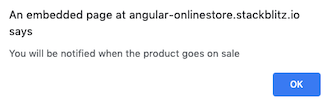 An embedded page at angular-onlinestore.stackblitz.io
says
You will be notified when the product goes on sale
OK